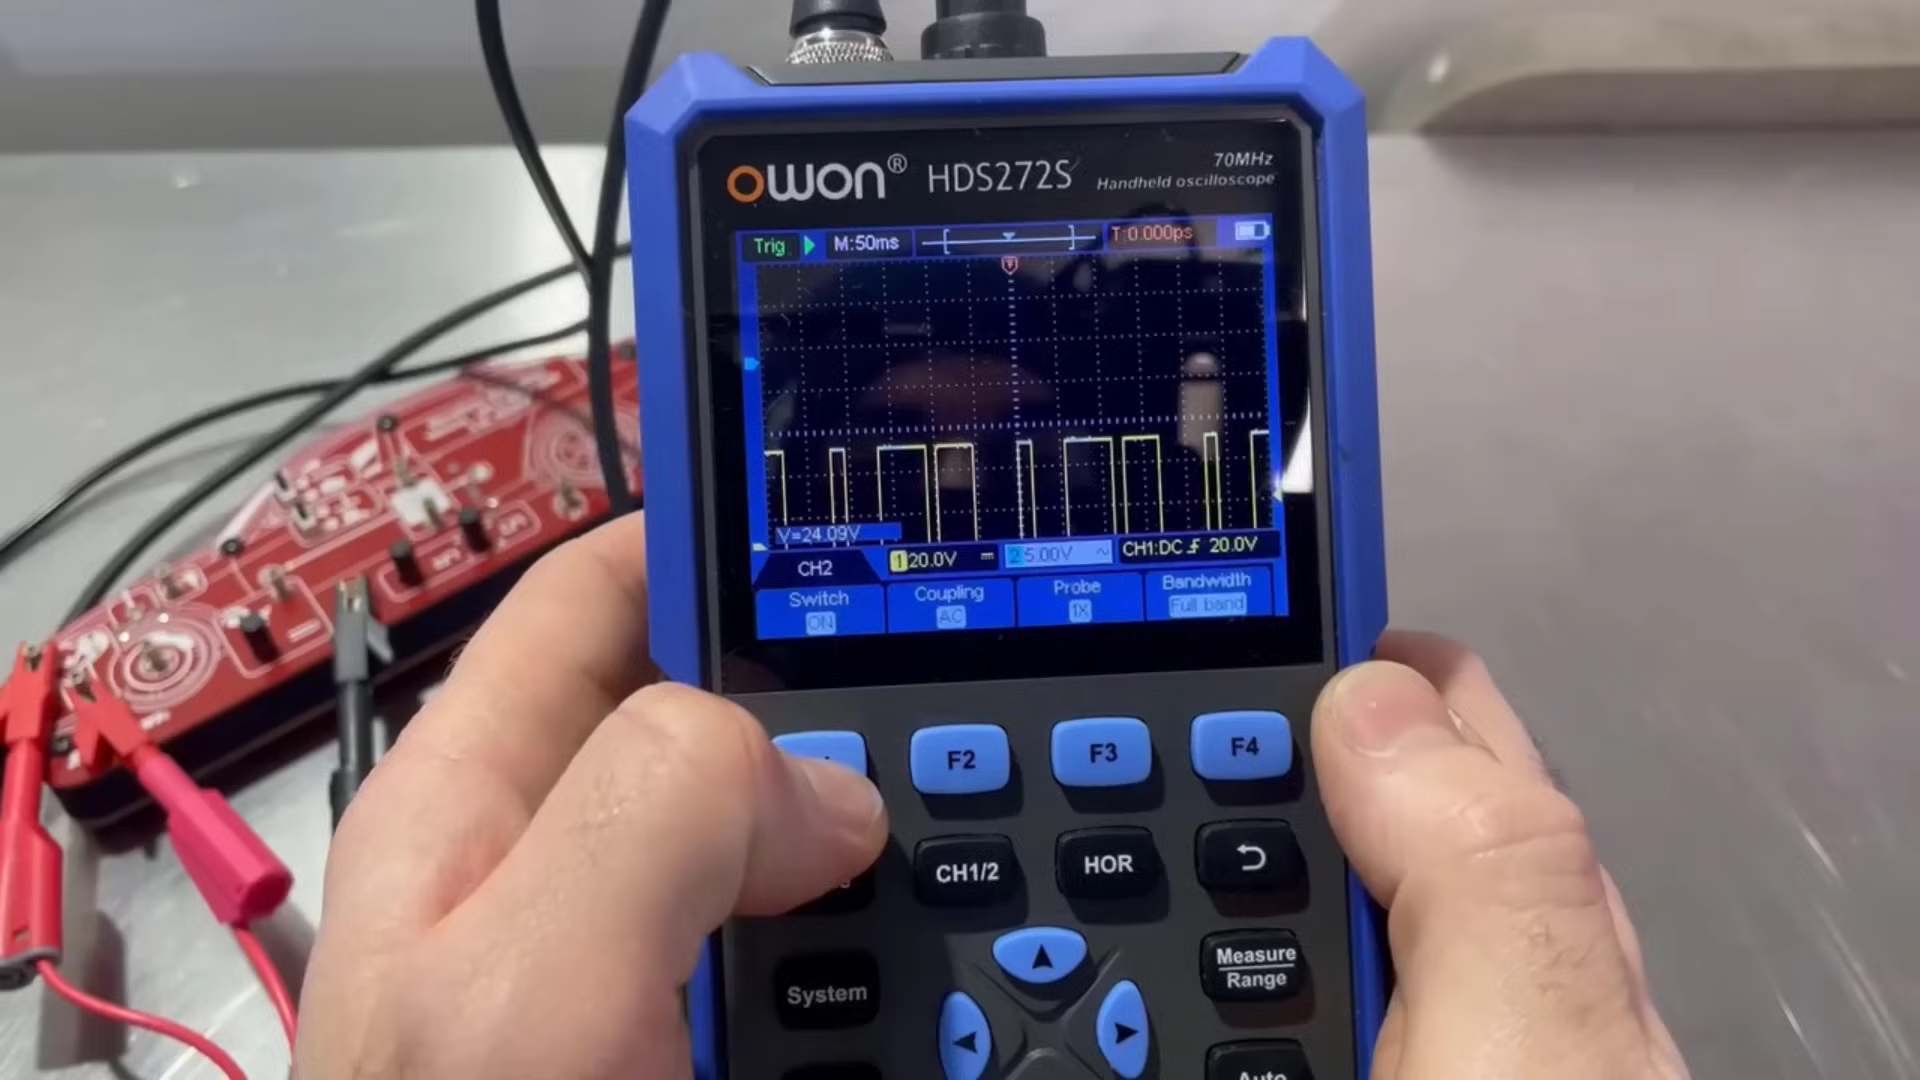 OWON® HDS272S 70MHz
Handheld oscilloscope
Trig M:50ms T:0.000ps
V=24.09V
CH2 1 20.0V 2 5.00V CH1:DC 20.0V
Switch Coupling Probe Bandwidth
ON AC 1X Full band
F2 F3 F4
CH1/2 HOR
System Measure
Range
Auto